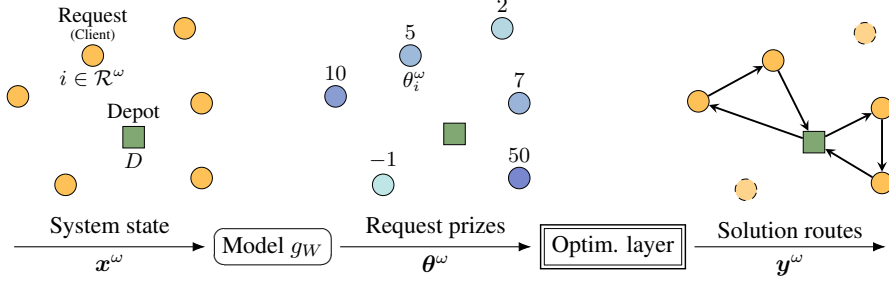 Request
(Client)
i ∈ ℛ^ω
Depot
D
10
5
θ_i^ω
2
7
−1
50
System state
x^ω
Model g_W
Request prizes
θ^ω
Optim. layer
Solution routes
y^ω